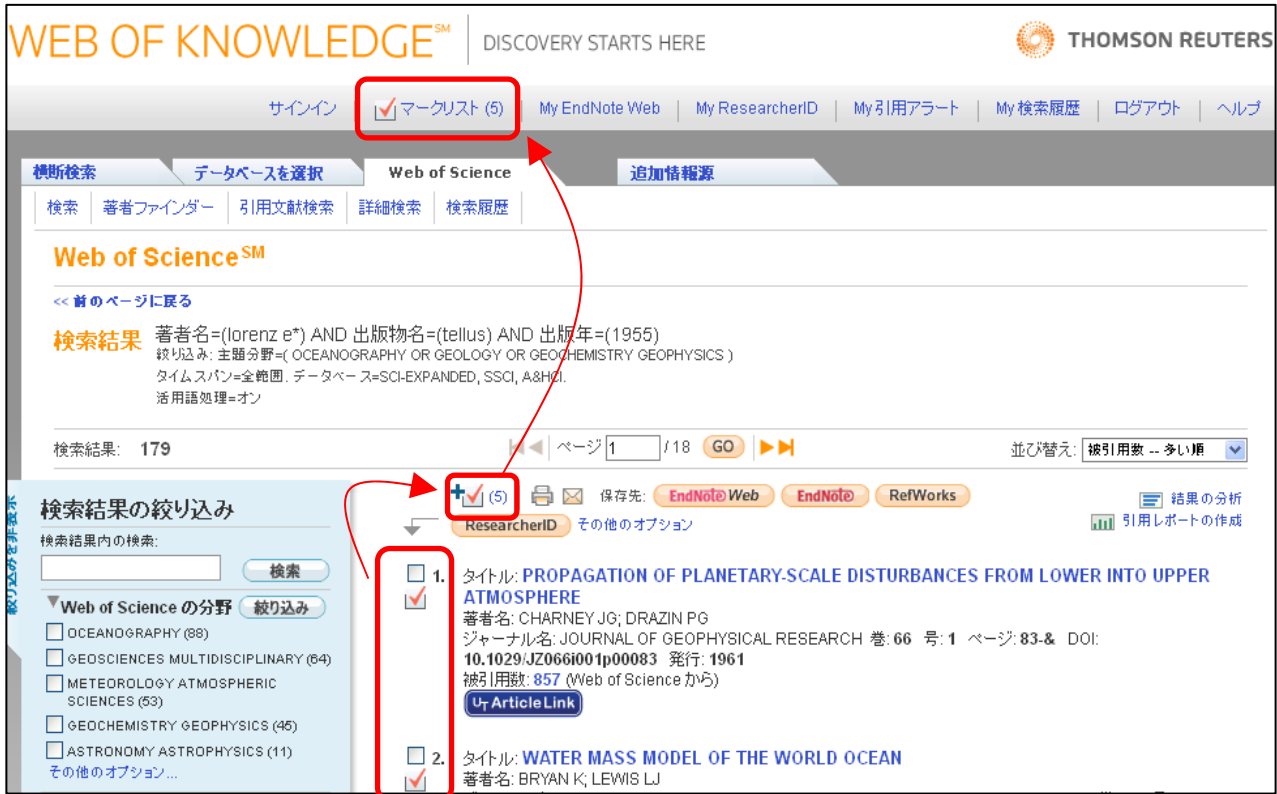 WEB OF KNOWLEDGE℠ DISCOVERY STARTS HERE THOMSON REUTERS
サインイン マークリスト (5) | My EndNote Web | My ResearcherID | My引用アラート | My 検索履歴 | ログアウト | ヘルプ
横断検索 データベースを選択 Web of Science 追加情報源
検索 著者ファインダー 引用文献検索 詳細検索 検索履歴
Web of Science℠
<< 前のページに戻る
検索結果 著者名=(lorenz e*) AND 出版物名=(tellus) AND 出版年=(1955)
絞り込み: 主題分野=( OCEANOGRAPHY OR GEOLOGY OR GEOCHEMISTRY GEOPHYSICS )
タイムスパン=全範囲. データベース=SCI-EXPANDED, SSCI, A&HCI.
活用語処理=オン
検索結果: 179 ページ 1 / 18 GO 並び替え: 被引用数 -- 多い順
絞り込みを非表示
検索結果の絞り込み
検索結果内の検索:
検索
Web of Science の分野 絞り込み
OCEANOGRAPHY (88)
GEOSCIENCES MULTIDISCIPLINARY (64)
METEOROLOGY ATMOSPHERIC
SCIENCES (53)
GEOCHEMISTRY GEOPHYSICS (45)
ASTRONOMY ASTROPHYSICS (11)
その他のオプション...
(5) 保存先: EndNote Web EndNote RefWorks
ResearcherID その他のオプション
結果の分析
引用レポートの作成
1. タイトル: PROPAGATION OF PLANETARY-SCALE DISTURBANCES FROM LOWER INTO UPPER
ATMOSPHERE
著者名: CHARNEY JG; DRAZIN PG
ジャーナル名: JOURNAL OF GEOPHYSICAL RESEARCH 巻: 66 号: 1 ページ: 83-& DOI:
10.1029/JZ066i001p00083 発行: 1961
被引用数: 857 (Web of Science から)
UT Article Link
2. タイトル: WATER MASS MODEL OF THE WORLD OCEAN
著者名: BRYAN K; LEWIS LJ